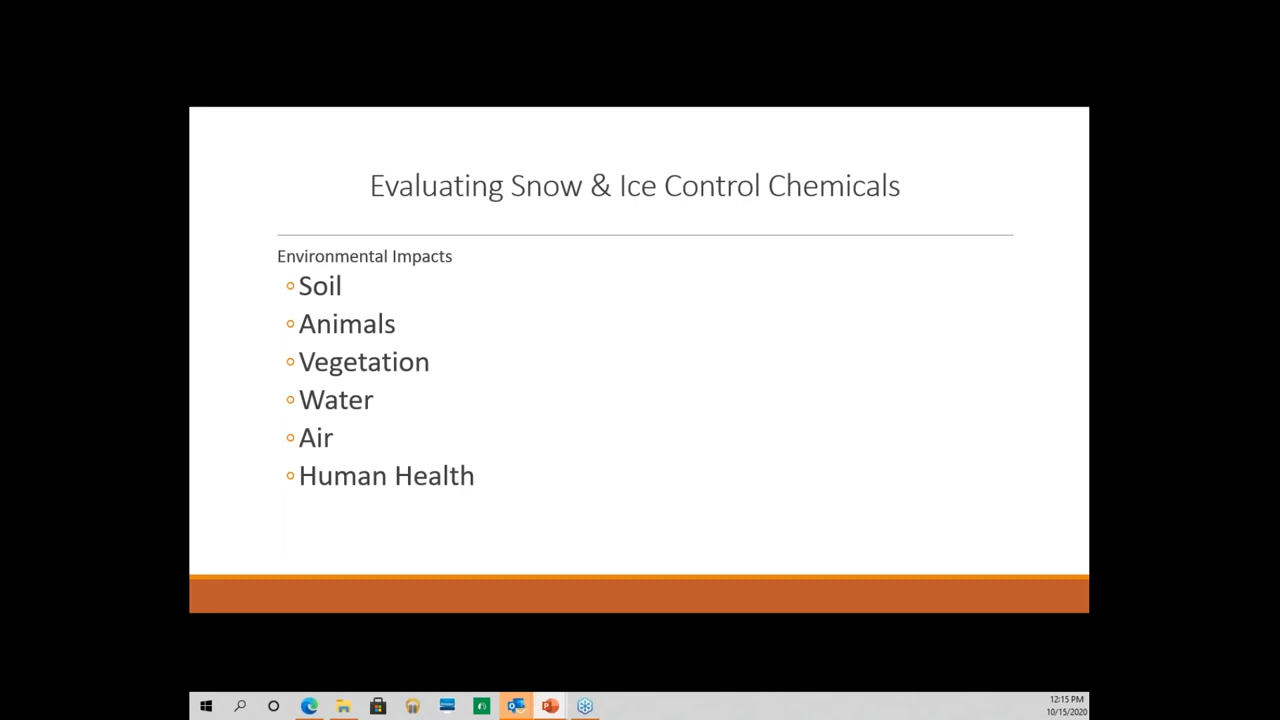 Evaluating Snow & Ice Control Chemicals
Environmental Impacts
Soil
Animals
Vegetation
Water
Air
Human Health
12:15 PM
10/15/2020